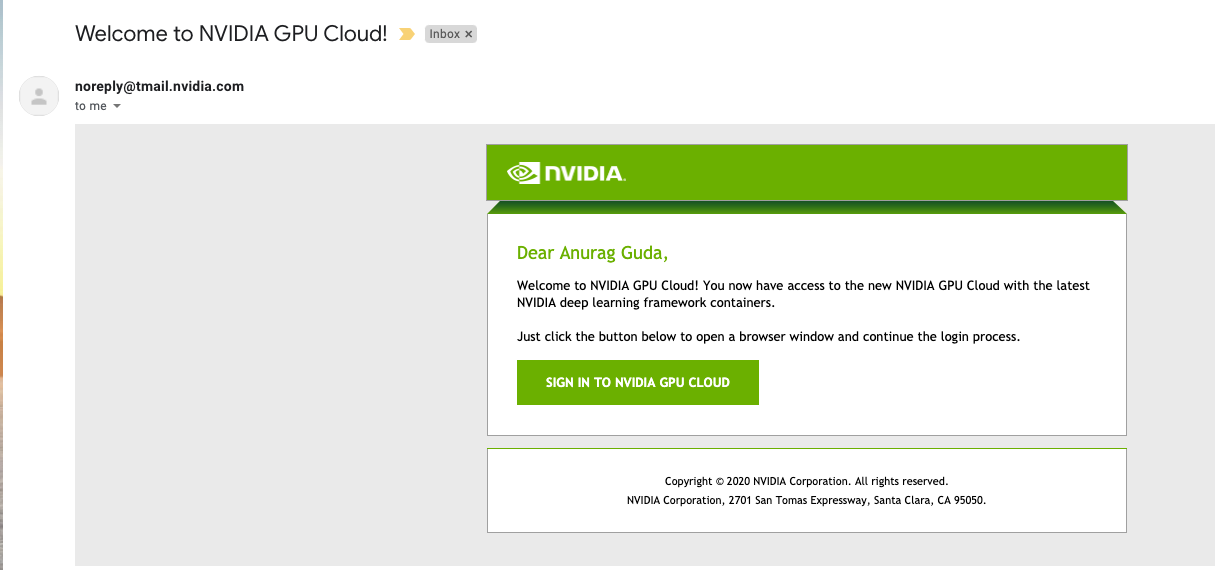 Welcome to NVIDIA GPU Cloud!
Inbox ×
noreply@tmail.nvidia.com
to me
NVIDIA.
Dear Anurag Guda,
Welcome to NVIDIA GPU Cloud! You now have access to the new NVIDIA GPU Cloud with the latest
NVIDIA deep learning framework containers.
Just click the button below to open a browser window and continue the login process.
SIGN IN TO NVIDIA GPU CLOUD
Copyright © 2020 NVIDIA Corporation. All rights reserved.
NVIDIA Corporation, 2701 San Tomas Expressway, Santa Clara, CA 95050.